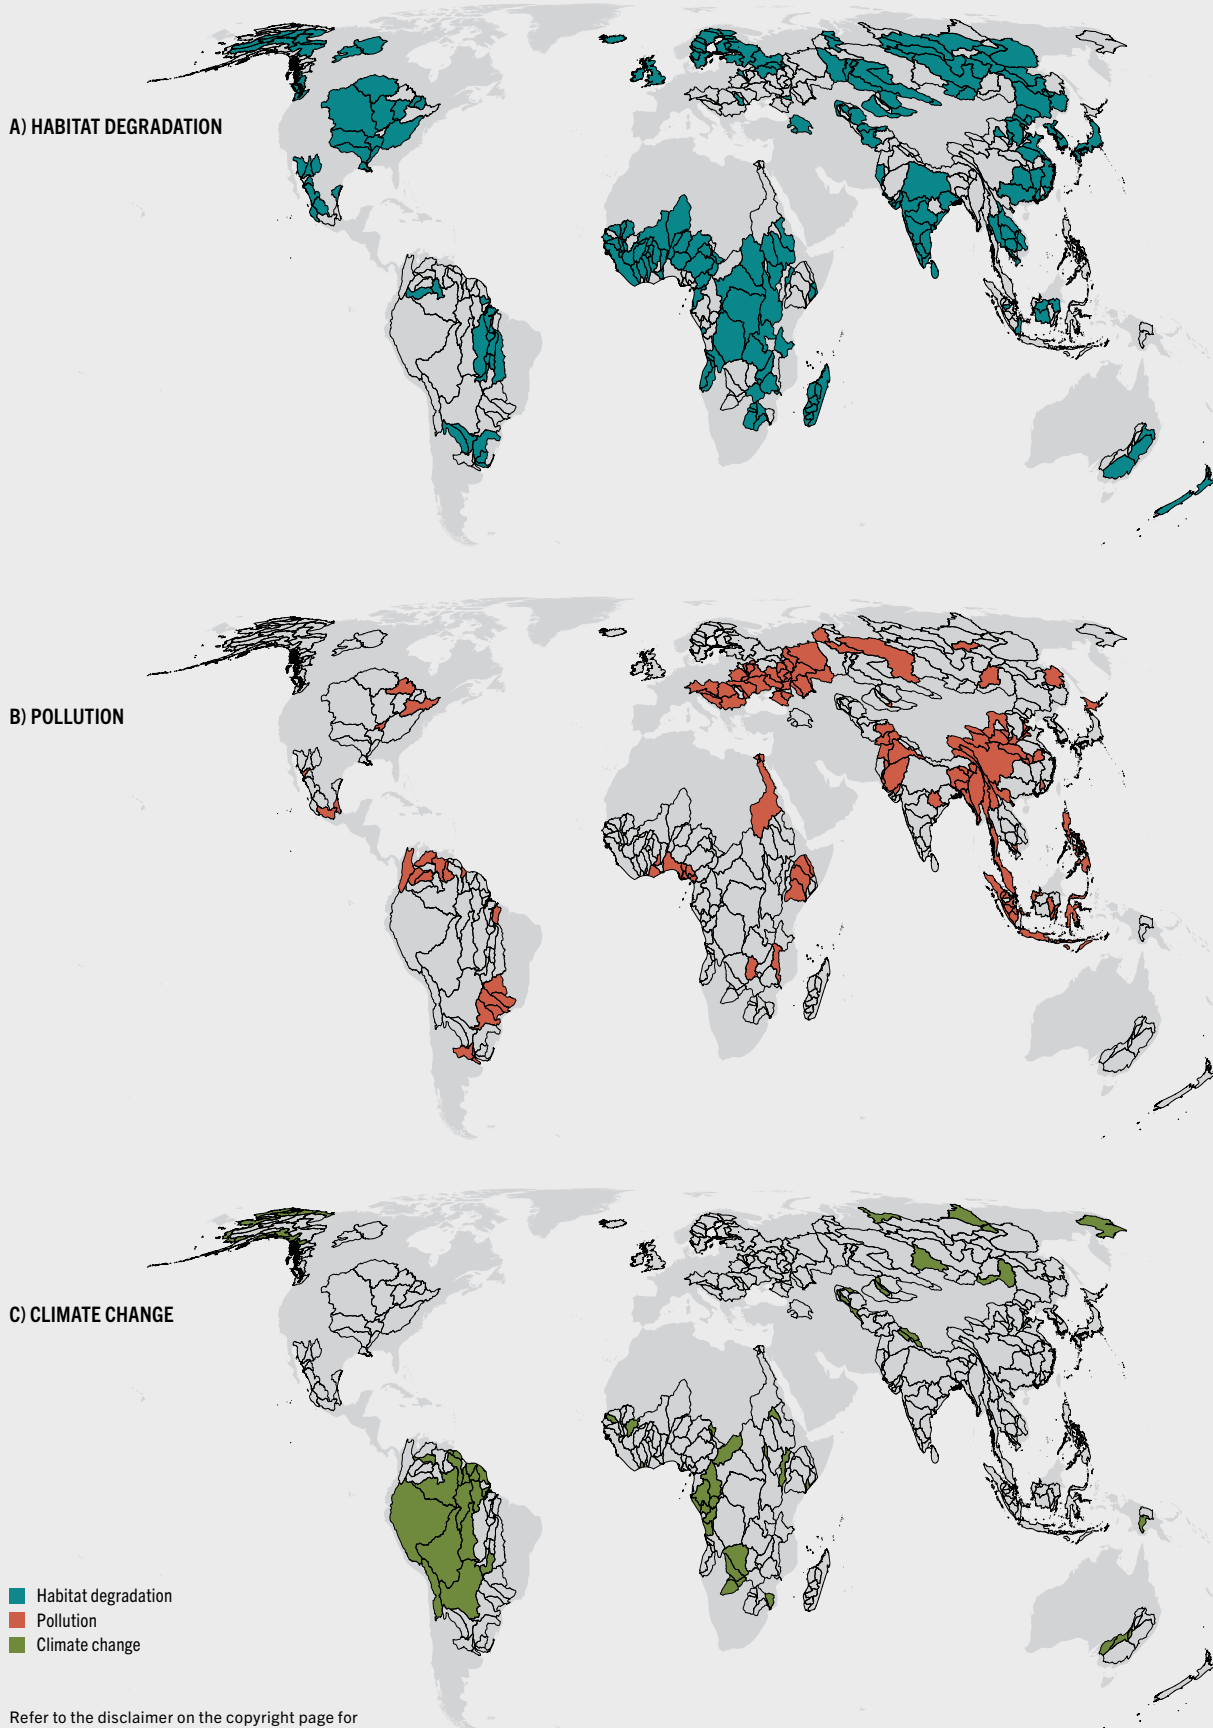 A) HABITAT DEGRADATION
B) POLLUTION
C) CLIMATE CHANGE
Habitat degradation
Pollution
Climate change
Refer to the disclaimer on the copyright page for